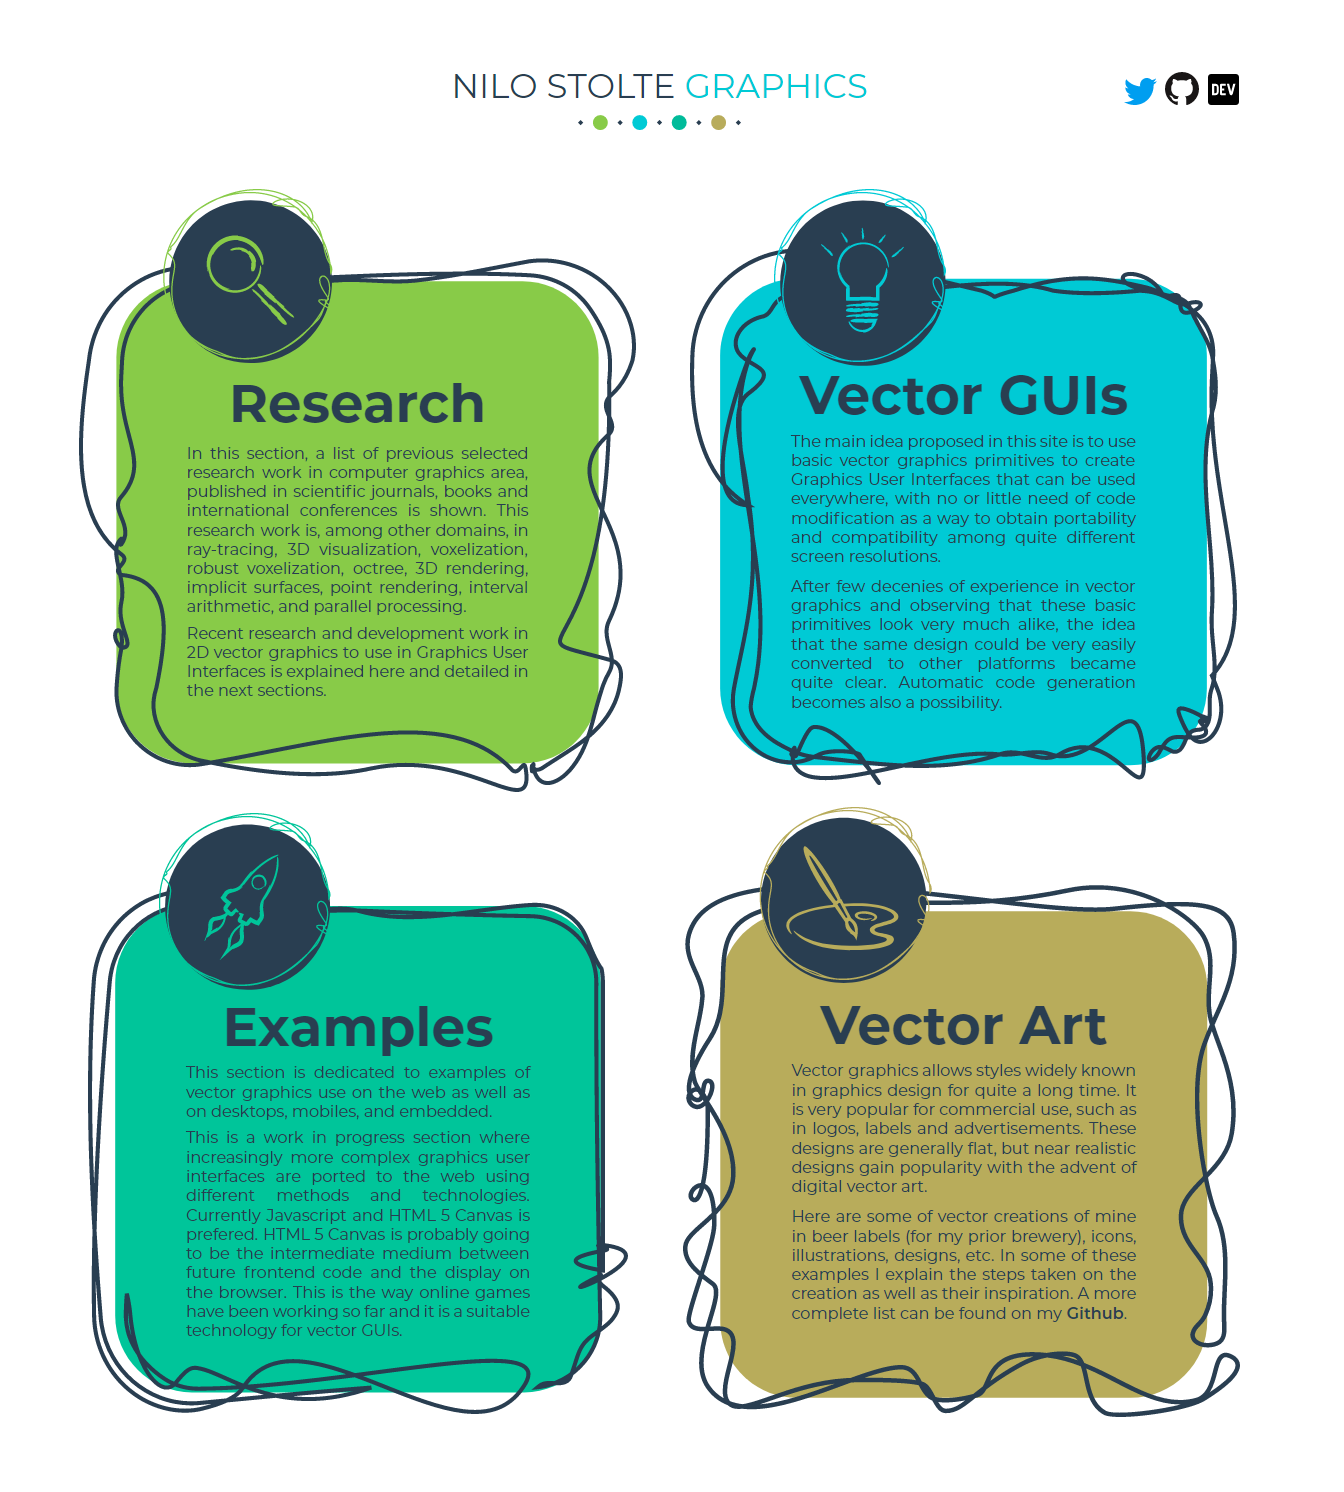 NILO STOLTE GRAPHICS
DEV
Research
In this section, a list of previous selected
research work in computer graphics area,
published in scientific journals, books and
international conferences is shown. This
research work is, among other domains, in
ray-tracing, 3D visualization, voxelization,
robust voxelization, octree, 3D rendering,
implicit surfaces, point rendering, interval
arithmetic, and parallel processing.
Recent research and development work in
2D vector graphics to use in Graphics User
Interfaces is explained here and detailed in
the next sections.
Vector GUIs
The main idea proposed in this site is to use
basic vector graphics primitives to create
Graphics User Interfaces that can be used
everywhere, with no or little need of code
modification as a way to obtain portability
and compatibility among quite different
screen resolutions.
After few decenies of experience in vector
graphics and observing that these basic
primitives look very much alike, the idea
that the same design could be very easily
converted to other platforms became
quite clear. Automatic code generation
becomes also a possibility.
Examples
This section is dedicated to examples of
vector graphics use on the web as well as
on desktops, mobiles, and embedded.
This is a work in progress section where
increasingly more complex graphics user
interfaces are ported to the web using
different methods and technologies.
Currently Javascript and HTML 5 Canvas is
prefered. HTML 5 Canvas is probably going
to be the intermediate medium between
future frontend code and the display on
the browser. This is the way online games
have been working so far and it is a suitable
technology for vector GUIs.
Vector Art
Vector graphics allows styles widely known
in graphics design for quite a long time. It
is very popular for commercial use, such as
in logos, labels and advertisements. These
designs are generally flat, but near realistic
designs gain popularity with the advent of
digital vector art.
Here are some of vector creations of mine
in beer labels (for my prior brewery), icons,
illustrations, designs, etc. In some of these
examples I explain the steps taken on the
creation as well as their inspiration. A more
complete list can be found on my Github.